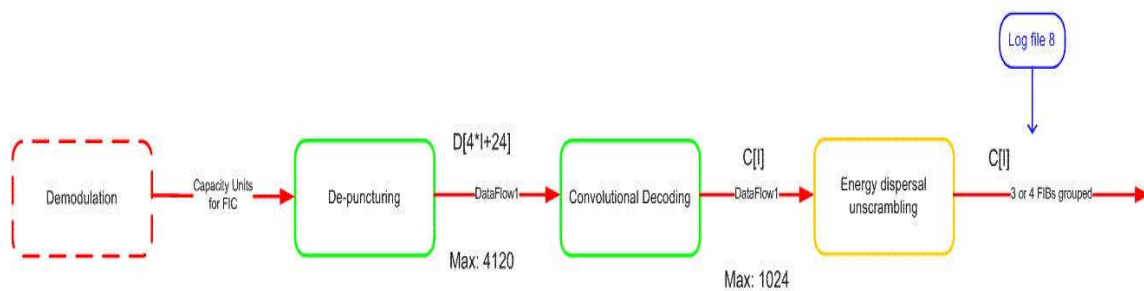 Log file 8
D[4*I+24]
C[I]
C[I]
Demodulation
Capacity Units
for FIC
De-puncturing
DataFlow1
Convolutional Decoding
DataFlow1
Energy dispersal
unscrambling
3 or 4 FIBs grouped
Max: 4120
Max: 1024